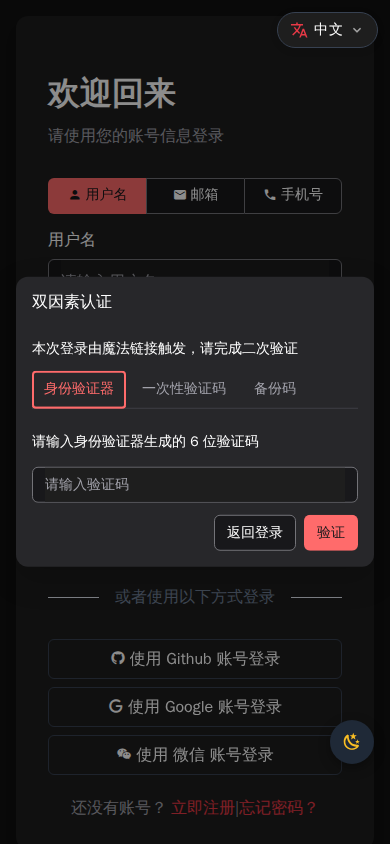 中文
欢迎回来
请使用您的账号信息登录
用户名 邮箱 手机号
用户名
双因素认证
本次登录由魔法链接触发，请完成二次验证
身份验证器 一次性验证码 备份码
请输入身份验证器生成的 6 位验证码
请输入验证码
返回登录 验证
或者使用以下方式登录
使用 Github 账号登录
使用 Google 账号登录
使用 微信 账号登录
还没有账号？ 立即注册|忘记密码？